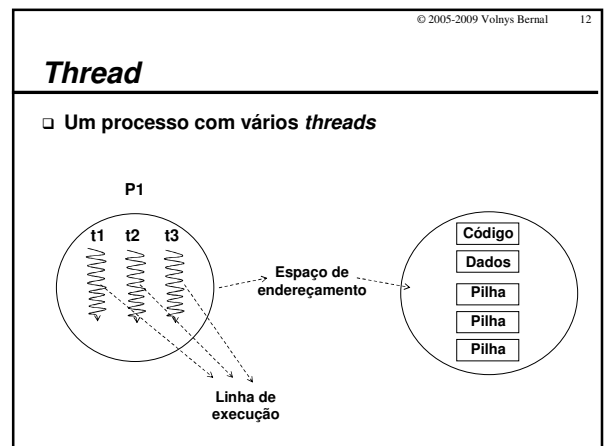 © 2005-2009 Volnys Bernal 12
Thread
❑ Um processo com vários threads
P1
t1 t2 t3
Espaço de
endereçamento
Linha de
execução
Código
Dados
Pilha
Pilha
Pilha